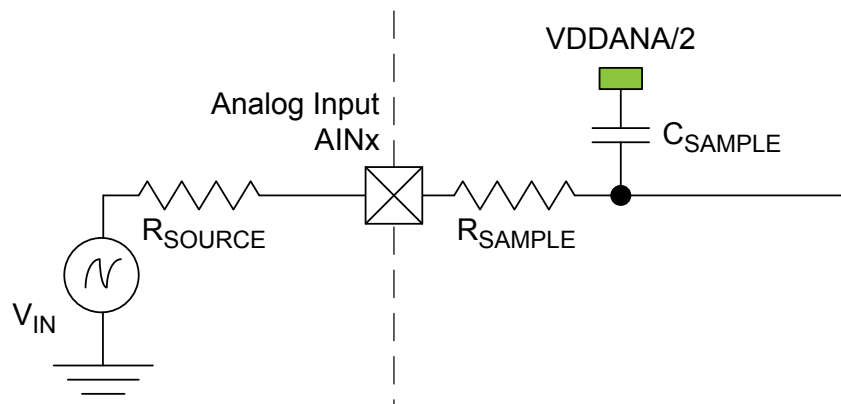 VDDANA/2
Analog Input
AINx
CSAMPLE
RSOURCE
RSAMPLE
VIN